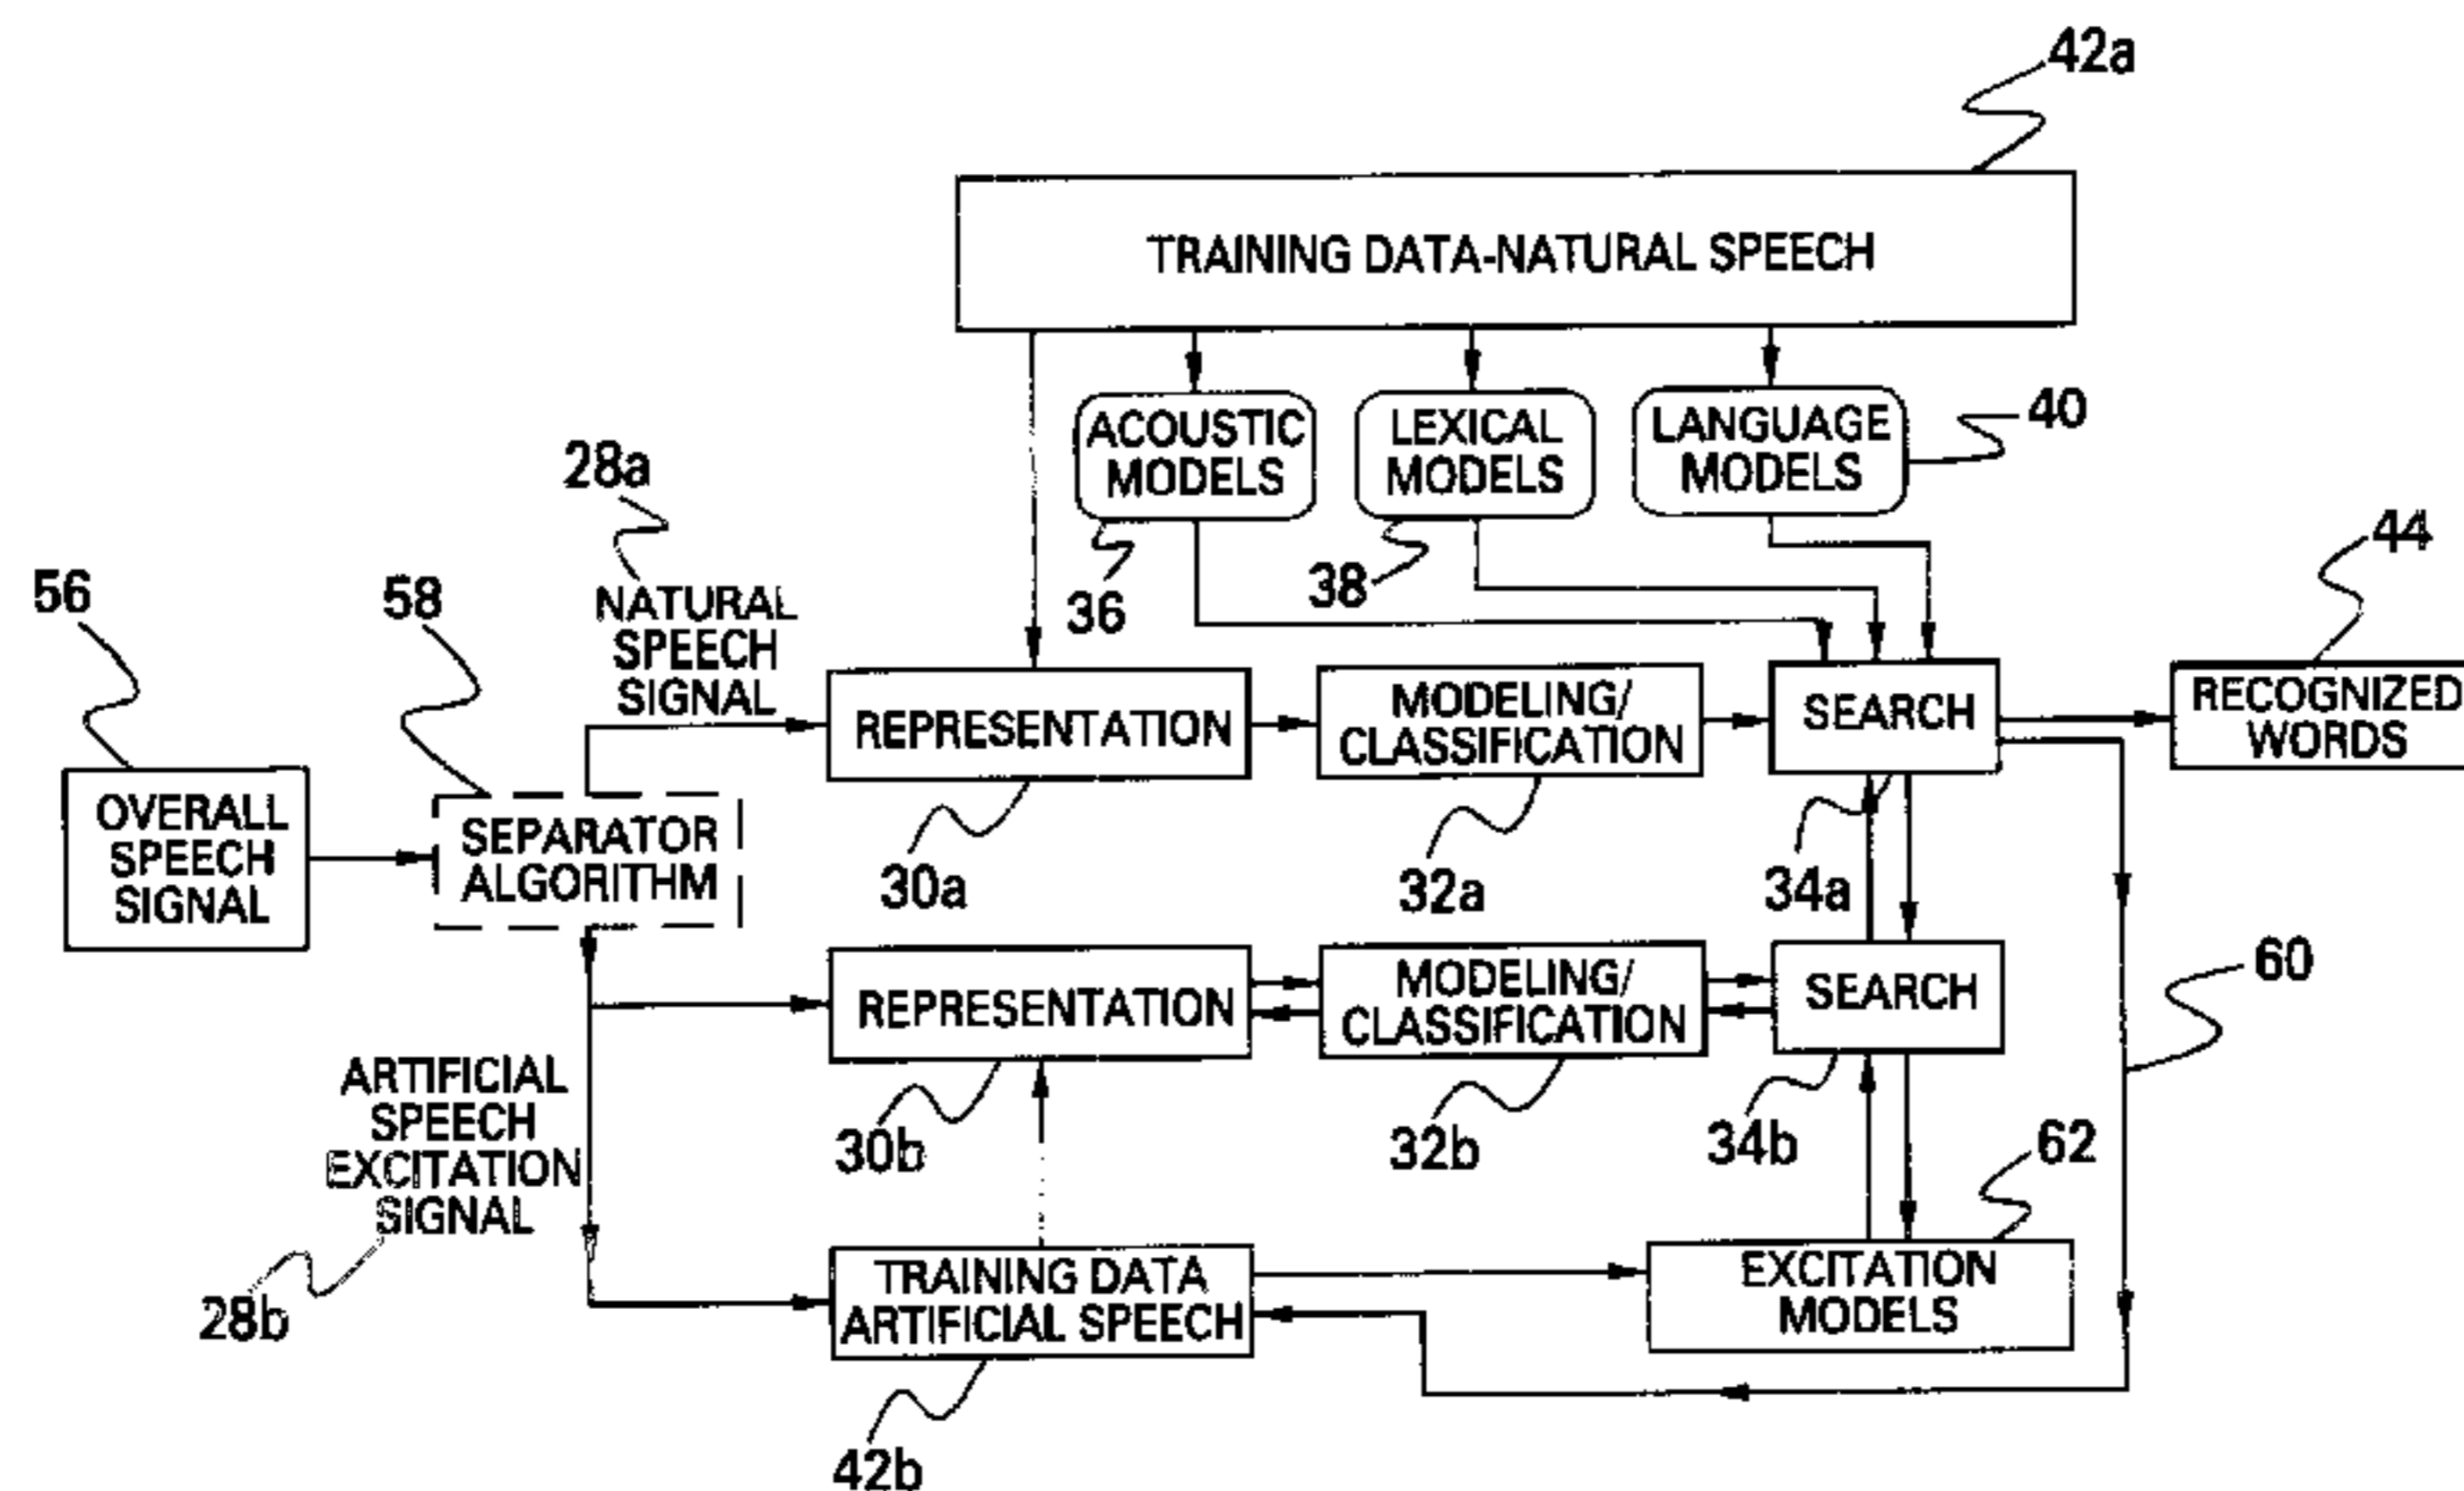 42a
TRAINING DATA-NATURAL SPEECH
ACOUSTIC
MODELS
LEXICAL
MODELS
LANGUAGE
MODELS
40
28a
44
56
58
NATURAL
SPEECH
SIGNAL
36
38
REPRESENTATION
MODELING/
CLASSIFICATION
SEARCH
RECOGNIZED
WORDS
OVERALL
SPEECH
SIGNAL
SEPARATOR
ALGORITHM
30a
32a
34a
REPRESENTATION
MODELING/
CLASSIFICATION
SEARCH
60
ARTIFICIAL
SPEECH
EXCITATION
SIGNAL
30b
32b
34b
62
28b
TRAINING DATA
ARTIFICIAL SPEECH
EXCITATION
MODELS
42b